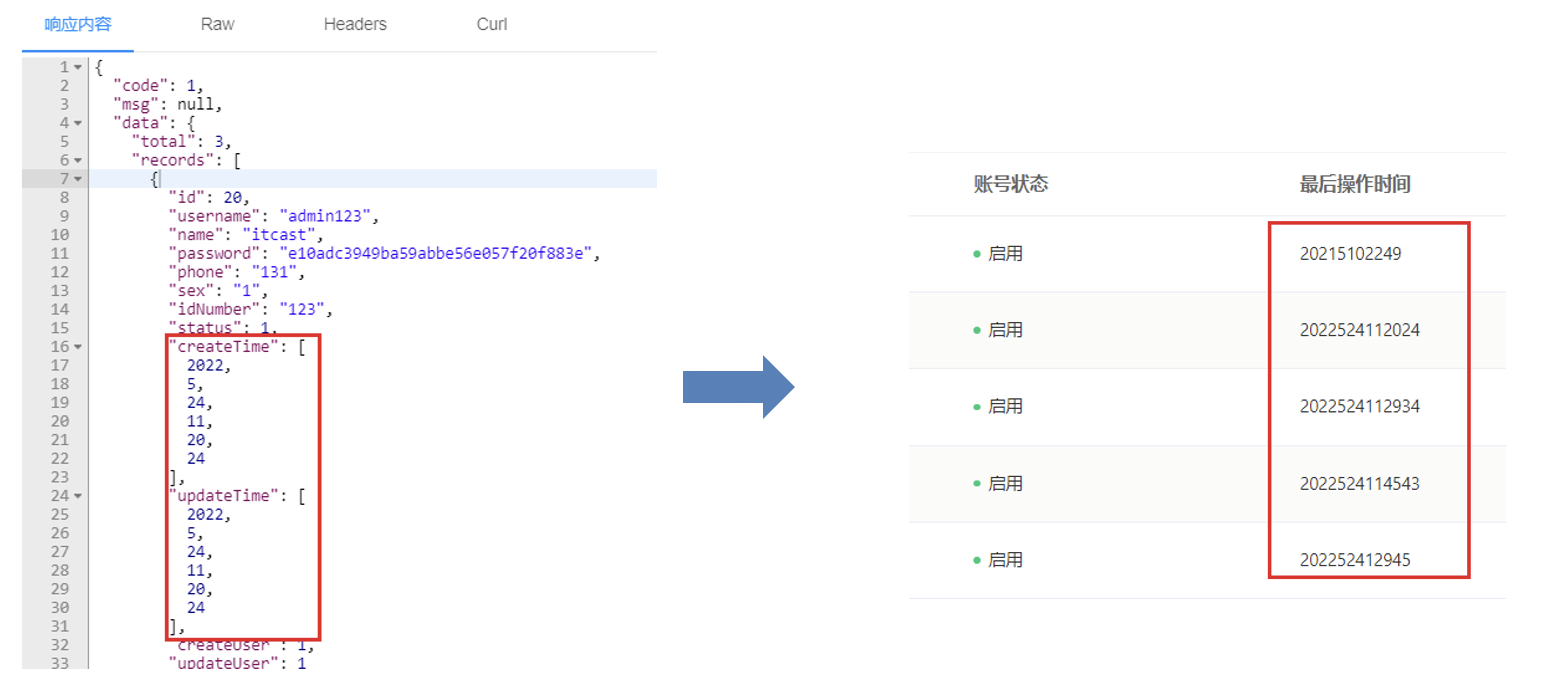 响应内容 Raw Headers Curl
1 {
2 "code": 1,
3 "msg": null,
4 "data": {
5 "total": 3,
6 "records": [
7 {
8 "id": 20,
9 "username": "admin123",
10 "name": "itcast",
11 "password": "e10adc3949ba59abbe56e057f20f883e",
12 "phone": "131",
13 "sex": "1",
14 "idNumber": "123",
15 "status": 1,
16 "createTime": [
17 2022,
18 5,
19 24,
20 11,
21 20,
22 24
23 ],
24 "updateTime": [
25 2022,
26 5,
27 24,
28 11,
29 20,
30 24
31 ],
32 "createUser": 1,
33 "updateUser": 1
账号状态 最后操作时间
启用 20215102249
启用 2022524112024
启用 2022524112934
启用 2022524114543
启用 202252412945